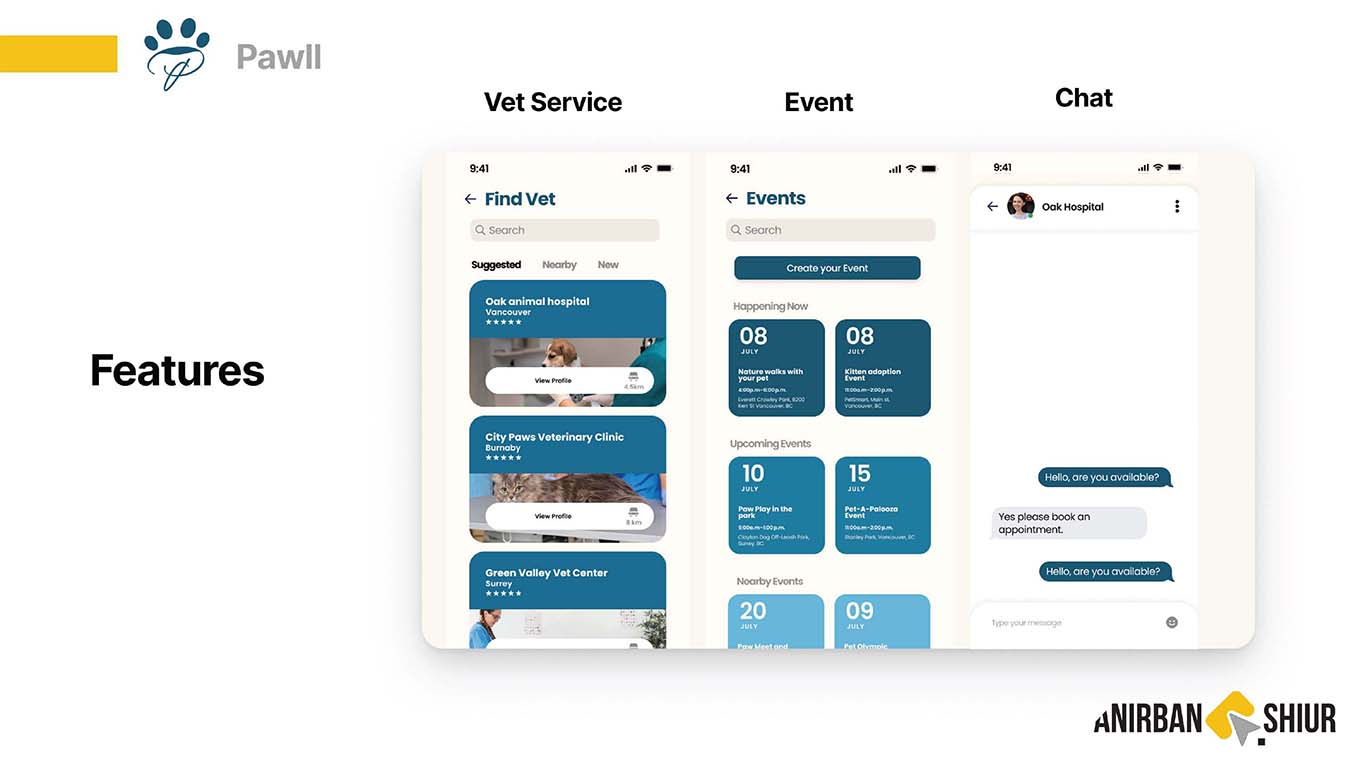 Pawll
Vet Service
Event
Chat
Features
9:41
Find Vet
Search
Suggested Nearby New
Oak animal hospital
Vancouver
View Profile
4.5km
City Paws Veterinary Clinic
Burnaby
View Profile
8 km
Green Valley Vet Center
Surrey
9:41
Events
Search
Create your Event
Happening Now
08
JULY
Nature walks with
your pet
4:00p.m-6:00p.m.
Everett Crowley Park, 8200
Kerr St Vancouver, BC
08
JULY
Kitten adoption
Event
11:00a.m-2:00p.m.
PetSmart, Main st.
Vancouver, BC
Upcoming Events
10
JULY
Paw Play in the
park
9:00a.m-1:00p.m.
Clayton Dog Off-Leash Park,
Surrey, BC
15
JULY
Pet-A-Palooza
Event
11:00a.m-2:00p.m.
Stanley Park, Vancouver, BC
Nearby Events
20
JULY
Paw Meet and
09
JULY
Pet Olympic
9:41
Oak Hospital
Hello, are you available?
Yes please book an
appointment.
Hello, are you available?
Type your message
ANIRBAN SHIUR